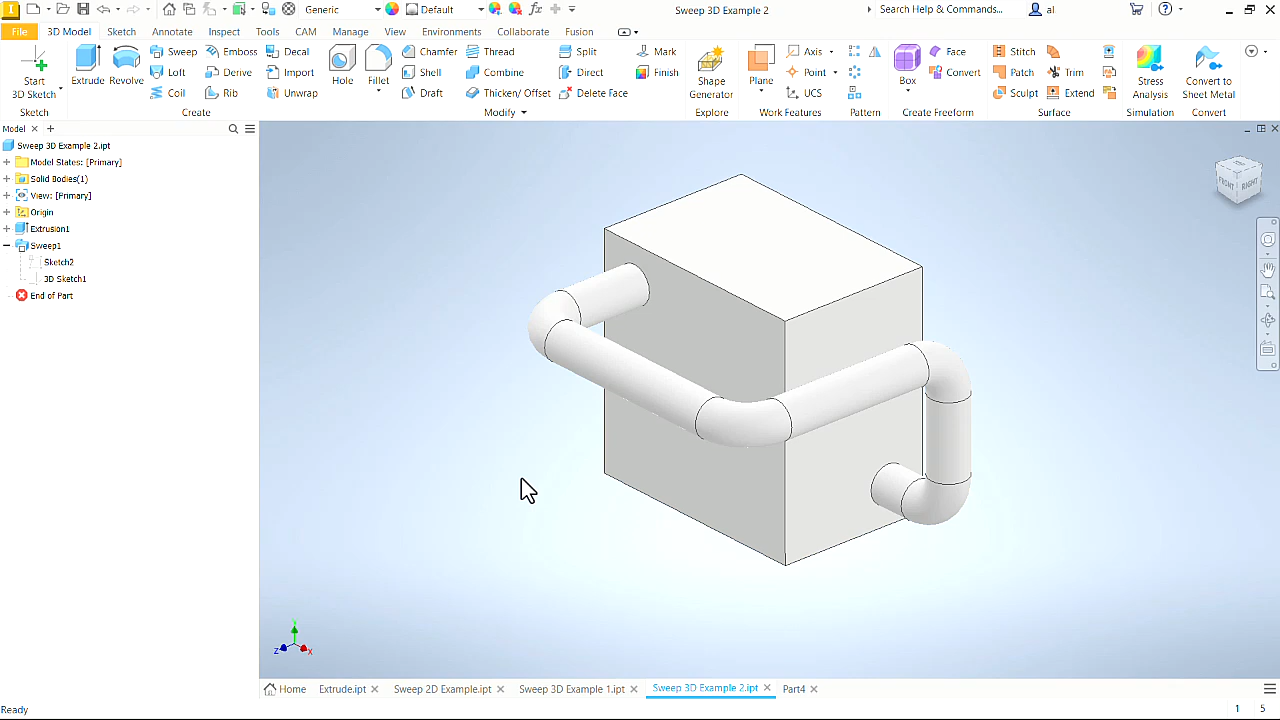 Generic
Default
fx
Sweep 3D Example 2
Search Help & Commands...
al
File
3D Model
Sketch
Annotate
Inspect
Tools
CAM
Manage
View
Environments
Collaborate
Fusion
Start
3D Sketch
Extrude
Revolve
Sweep
Loft
Coil
Emboss
Derive
Rib
Decal
Import
Unwrap
Hole
Fillet
Chamfer
Shell
Draft
Thread
Combine
Thicken/ Offset
Split
Direct
Delete Face
Mark
Finish
Shape
Generator
Plane
Axis
Point
UCS
Box
Face
Convert
Stitch
Patch
Sculpt
Trim
Extend
Stress
Analysis
Convert to
Sheet Metal
Sketch
Create
Modify
Explore
Work Features
Pattern
Create Freeform
Surface
Simulation
Convert
Model
Sweep 3D Example 2.ipt
Model States: [Primary]
Solid Bodies(1)
View: [Primary]
Origin
Extrusion1
Sweep1
Sketch2
3D Sketch1
End of Part
FRONT
RIGHT
Y
Z
X
Home
Extrude.ipt
Sweep 2D Example.ipt
Sweep 3D Example 1.ipt
Sweep 3D Example 2.ipt
Part4
Ready
1
5